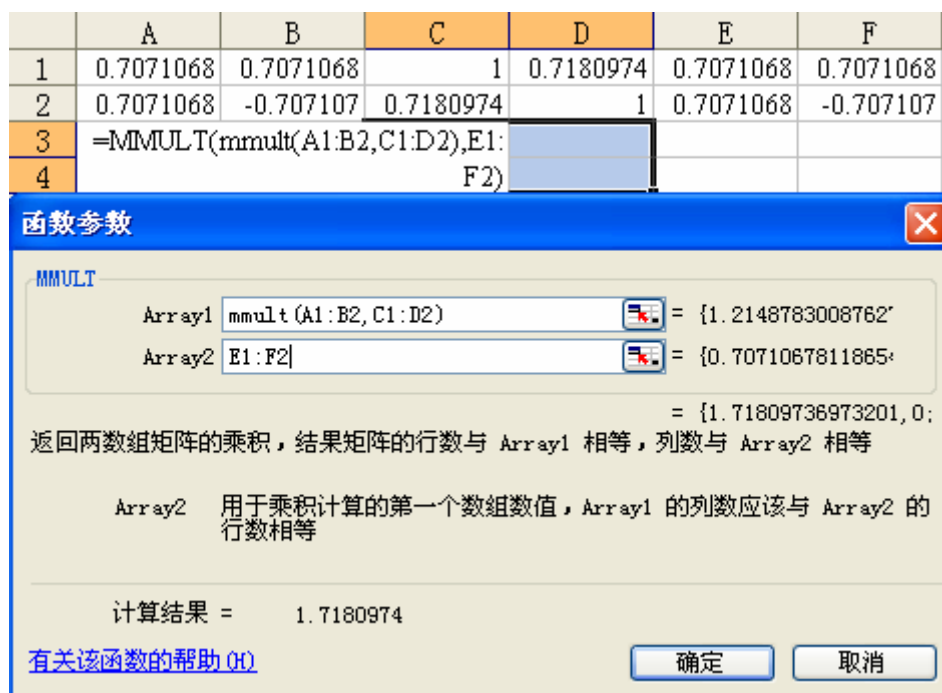 A B C D E F
1 0.7071068 0.7071068 1 0.7180974 0.7071068 0.7071068
2 0.7071068 -0.707107 0.7180974 1 0.7071068 -0.707107
3 =MMULT(mmult(A1:B2,C1:D2),E1:
4 F2)
函数参数
MMULT
Array1 mmult(A1:B2,C1:D2) = {1.2148783008762
Array2 E1:F2 = {0.7071067811865
= {1.71809736973201,0;
返回两数组矩阵的乘积，结果矩阵的行数与 Array1 相等，列数与 Array2 相等
Array2 用于乘积计算的第一个数组数值，Array1 的列数应该与 Array2 的
行数相等
计算结果 = 1.7180974
有关该函数的帮助(H) 确定 取消